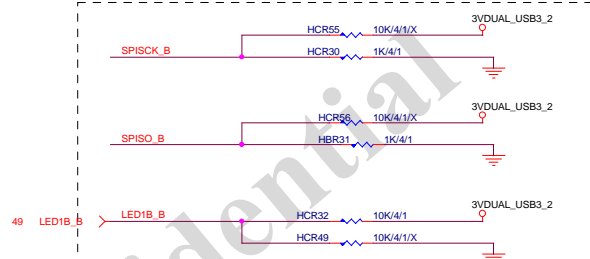 3VDUAL_USB3_2
HCR55 10K/4/1/X
SPISCK_B HCR30 1K/4/1
3VDUAL_USB3_2
HCR56 10K/4/1/X
SPISO_B HBR31 1K/4/1
3VDUAL_USB3_2
49 LED1B_B LED1B_B HCR32 10K/4/1
HCR49 10K/4/1/X
fidential